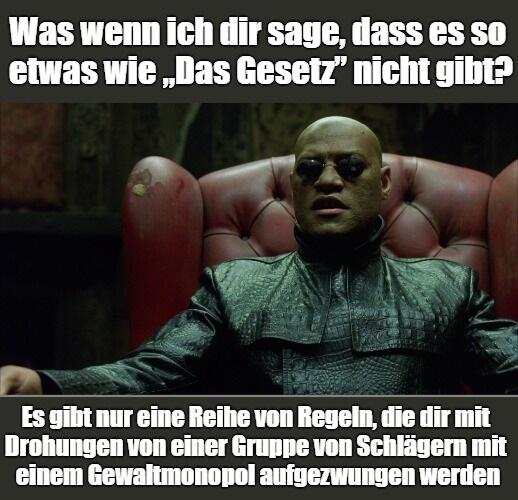 Was wenn ich dir sage, dass es so
etwas wie „Das Gesetz” nicht gibt?
Es gibt nur eine Reihe von Regeln, die dir mit
Drohungen von einer Gruppe von Schlägern mit
einem Gewaltmonopol aufgezwungen werden